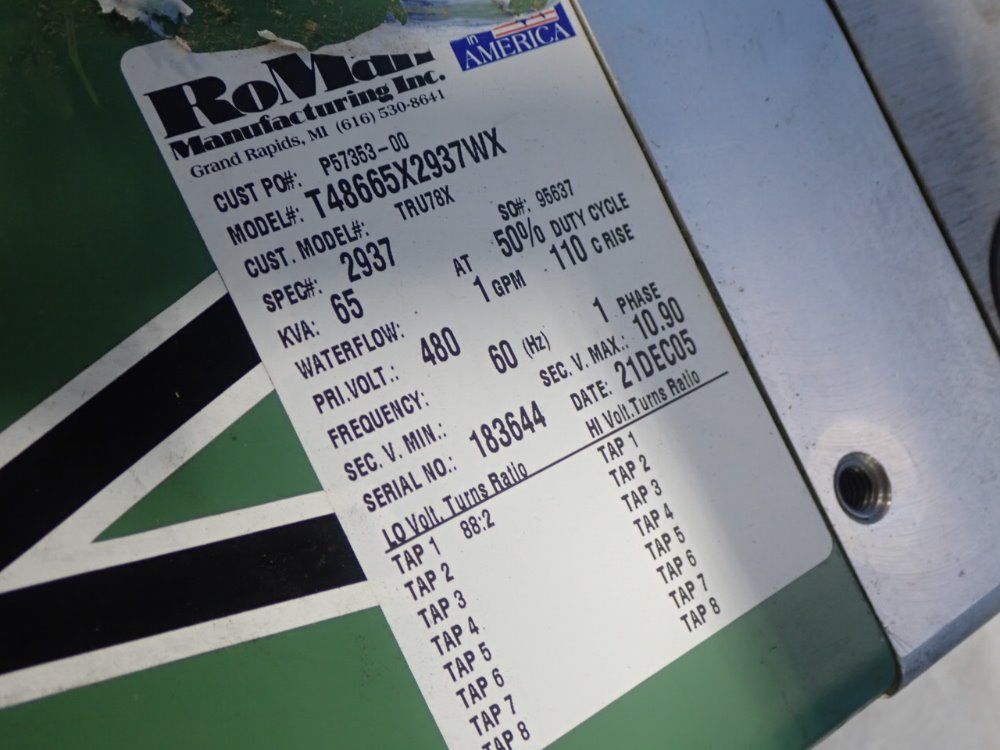 in
AMERICA
RoMan
Manufacturing Inc.
Grand Rapids, MI (616) 530-8641
CUST PO#: P57353-00
MODEL#: T48665X2937WX
CUST. MODEL#: TRU78X
SPEC#: 2937 SO#: 95637
KVA: 65 AT 50% DUTY CYCLE
WATERFLOW: 1 GPM 110 C RISE
PRI.VOLT.: 480
FREQUENCY: 60 (Hz) 1 PHASE
SEC. V. MIN.: SEC. V. MAX.: 10.90
SERIAL NO.: 183644 DATE: 21DEC05
LO Volt. Turns Ratio HI Volt.Turns Ratio
TAP 1 88:2 TAP 1
TAP 2 TAP 2
TAP 3 TAP 3
TAP 4 TAP 4
TAP 5 TAP 5
TAP 6 TAP 6
TAP 7 TAP 7
TAP 8 TAP 8